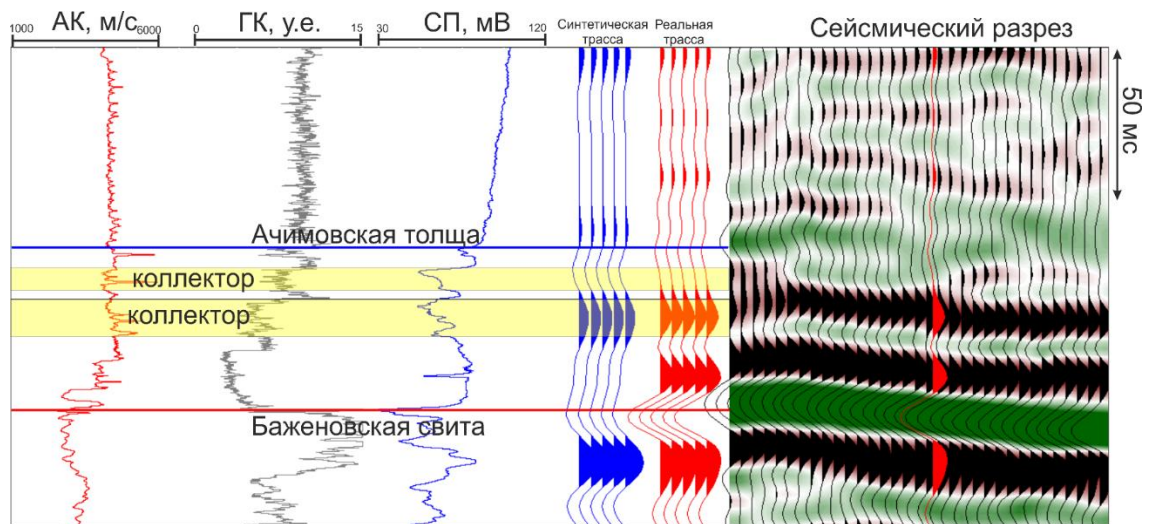 АК, м/с
1000
6000
ГК, у.е.
0
15
СП, мВ
30
120
Синтетическая
трасса
Реальная
трасса
Сейсмический разрез
50 мс
Ачимовская толща
коллектор
коллектор
Баженовская свита